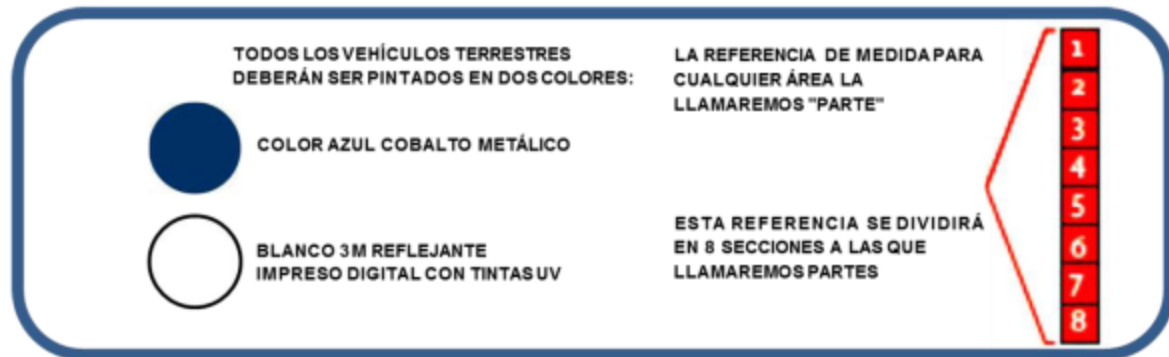 TODOS LOS VEHÍCULOS TERRESTRES
DEBERÁN SER PINTADOS EN DOS COLORES:
COLOR AZUL COBALTO METÁLICO
BLANCO 3M REFLEJANTE
IMPRESO DIGITAL CON TINTAS UV
LA REFERENCIA DE MEDIDA PARA
CUALQUIER ÁREA LA
LLAMAREMOS "PARTE"
ESTA REFERENCIA SE DIVIDIRÁ
EN 8 SECCIONES A LAS QUE
LLAMAREMOS PARTES
1
2
3
4
5
6
7
8